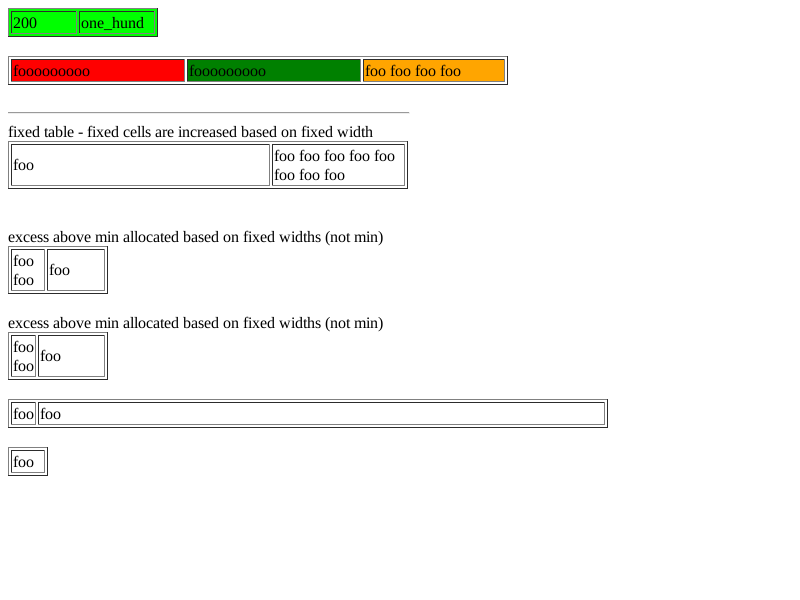 200 one_hund
fooooooooo fooooooooo foo foo foo foo
fixed table - fixed cells are increased based on fixed width
foo foo foo foo foo foo
foo foo foo
excess above min allocated based on fixed widths (not min)
foo
foo
foo
excess above min allocated based on fixed widths (not min)
foo
foo
foo
foo foo
foo